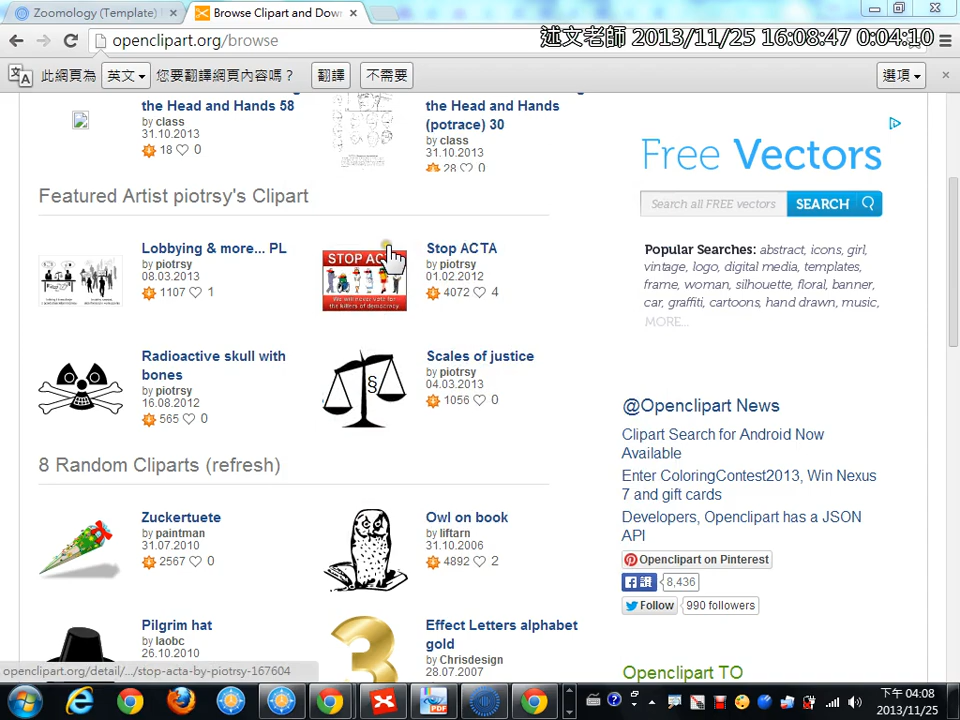 Zoomology (Template)
Browse Clipart and Dow
openclipart.org/browse
述文老師 2013/11/25 16:08:47 0:04:10
此網頁為 英文 您要翻譯網頁內容嗎？ 翻譯 不需要 選項
the Head and Hands 58
by class
31.10.2013
18 0
the Head and Hands
(potrace) 30
by class
31.10.2013
28 0
Featured Artist piotrsy's Clipart
Lobbying & more... PL
by piotrsy
08.03.2013
1107 1
STOP AC
We will never vote for
the killers of democracy
Stop ACTA
by piotrsy
01.02.2012
4072 4
Radioactive skull with
bones
by piotrsy
16.08.2012
565 0
§
Scales of justice
by piotrsy
04.03.2013
1056 0
8 Random Cliparts (refresh)
Zuckertuete
by paintman
31.07.2010
2567 0
Owl on book
by liftarn
31.10.2006
4892 2
Pilgrim hat
by laobc
26.10.2010
3
Effect Letters alphabet
gold
by Chrisdesign
28.07.2007
Free Vectors
Search all FREE vectors SEARCH
Popular Searches: abstract, icons, girl,
vintage, logo, digital media, templates,
frame, woman, silhouette, floral, banner,
car, graffiti, cartoons, hand drawn, music,
MORE...
@Openclipart News
Clipart Search for Android Now
Available
Enter ColoringContest2013, Win Nexus
7 and gift cards
Developers, Openclipart has a JSON
API
Openclipart on Pinterest
讚 8,436
Follow 990 followers
Openclipart TO
openclipart.org/detail/.../stop-acta-by-piotrsy-167604
PDF
下午 04:08
2013/11/25